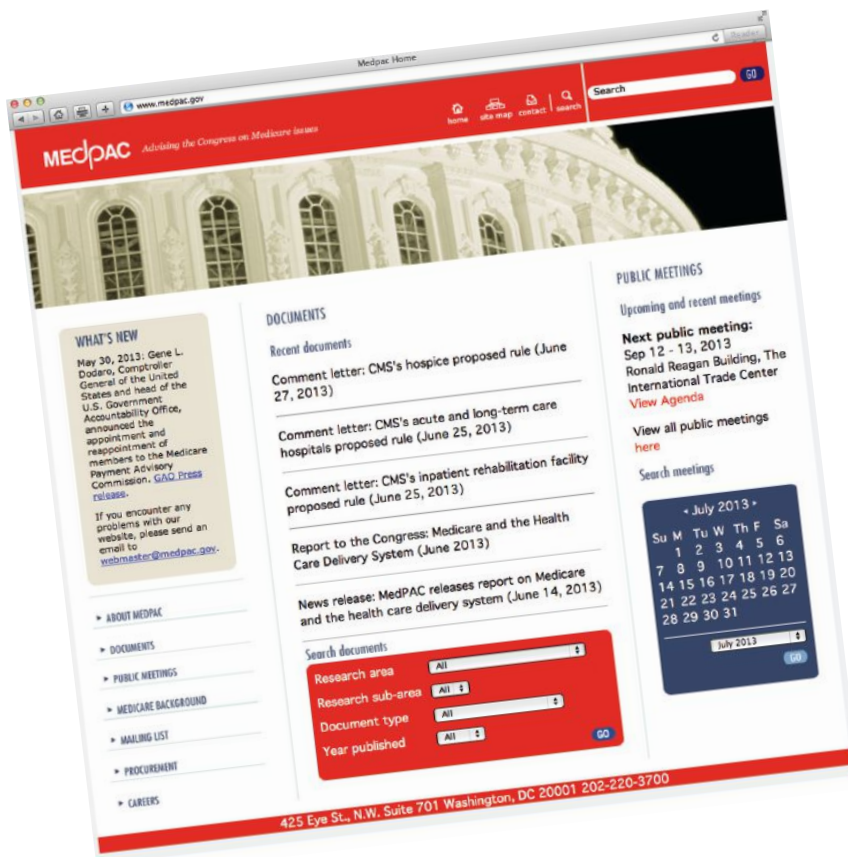 Medpac Home
www.medpac.gov
Reader
MEdpAC
Advising the Congress on Medicare issues
home
site map
contact
search
Search
GO
WHAT'S NEW
May 30, 2013: Gene L.
Dodaro, Comptroller
General of the United
States and head of the
U.S. Government
Accountability Office,
announced the
appointment and
reappointment of
members to the Medicare
Payment Advisory
Commission. GAO Press
release.
If you encounter any
problems with our
website, please send an
email to
webmaster@medpac.gov.
▸ ABOUT MEDPAC
▸ DOCUMENTS
▸ PUBLIC MEETINGS
▸ MEDICARE BACKGROUND
▸ MAILING LIST
▸ PROCUREMENT
▸ CAREERS
DOCUMENTS
Recent documents
Comment letter: CMS's hospice proposed rule (June
27, 2013)
Comment letter: CMS's acute and long-term care
hospitals proposed rule (June 25, 2013)
Comment letter: CMS's inpatient rehabilitation facility
proposed rule (June 25, 2013)
Report to the Congress: Medicare and the Health
Care Delivery System (June 2013)
News release: MedPAC releases report on Medicare
and the health care delivery system (June 14, 2013)
Search documents
Research area All
Research sub-area All
Document type All
Year published All
GO
PUBLIC MEETINGS
Upcoming and recent meetings
Next public meeting:
Sep 12 - 13, 2013
Ronald Reagan Building, The
International Trade Center
View Agenda
View all public meetings
here
Search meetings
◂ July 2013 ▸
Su M Tu W Th F Sa
1 2 3 4 5 6
7 8 9 10 11 12 13
14 15 16 17 18 19 20
21 22 23 24 25 26 27
28 29 30 31
July 2013
GO
425 Eye St., N.W. Suite 701 Washington, DC 20001 202-220-3700